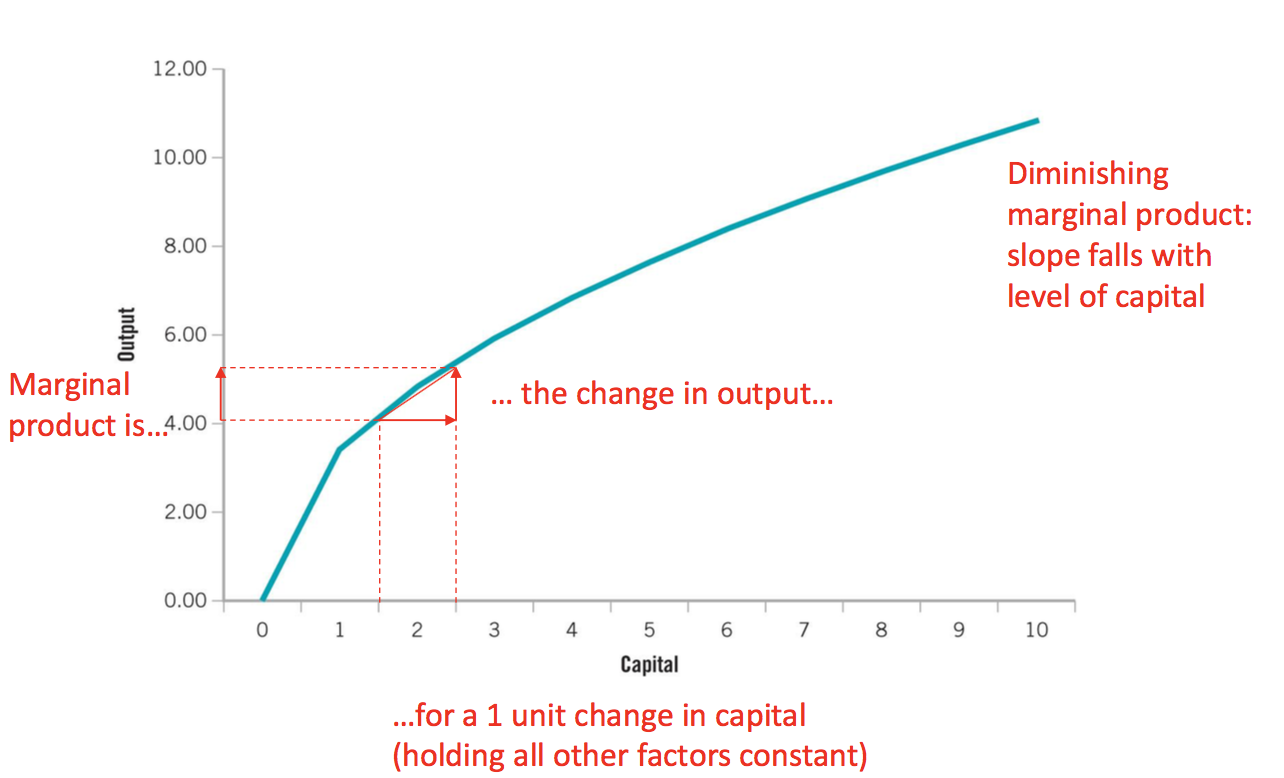 12.00
10.00
8.00
6.00
4.00
2.00
0.00
Output
Marginal
product is...
... the change in output...
Diminishing
marginal product:
slope falls with
level of capital
0 1 2 3 4 5 6 7 8 9 10
Capital
...for a 1 unit change in capital
(holding all other factors constant)